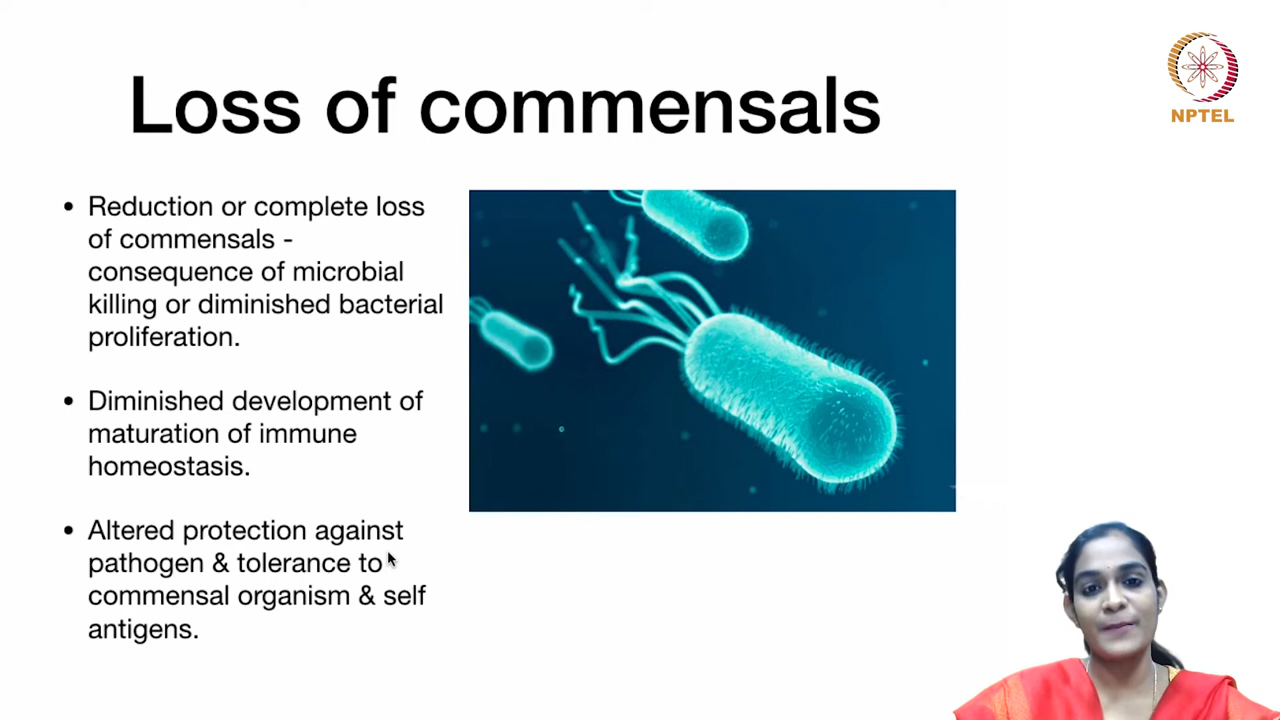 Loss of commensals
NPTEL
• Reduction or complete loss
of commensals -
consequence of microbial
killing or diminished bacterial
proliferation.
• Diminished development of
maturation of immune
homeostasis.
• Altered protection against
pathogen & tolerance to
commensal organism & self
antigens.